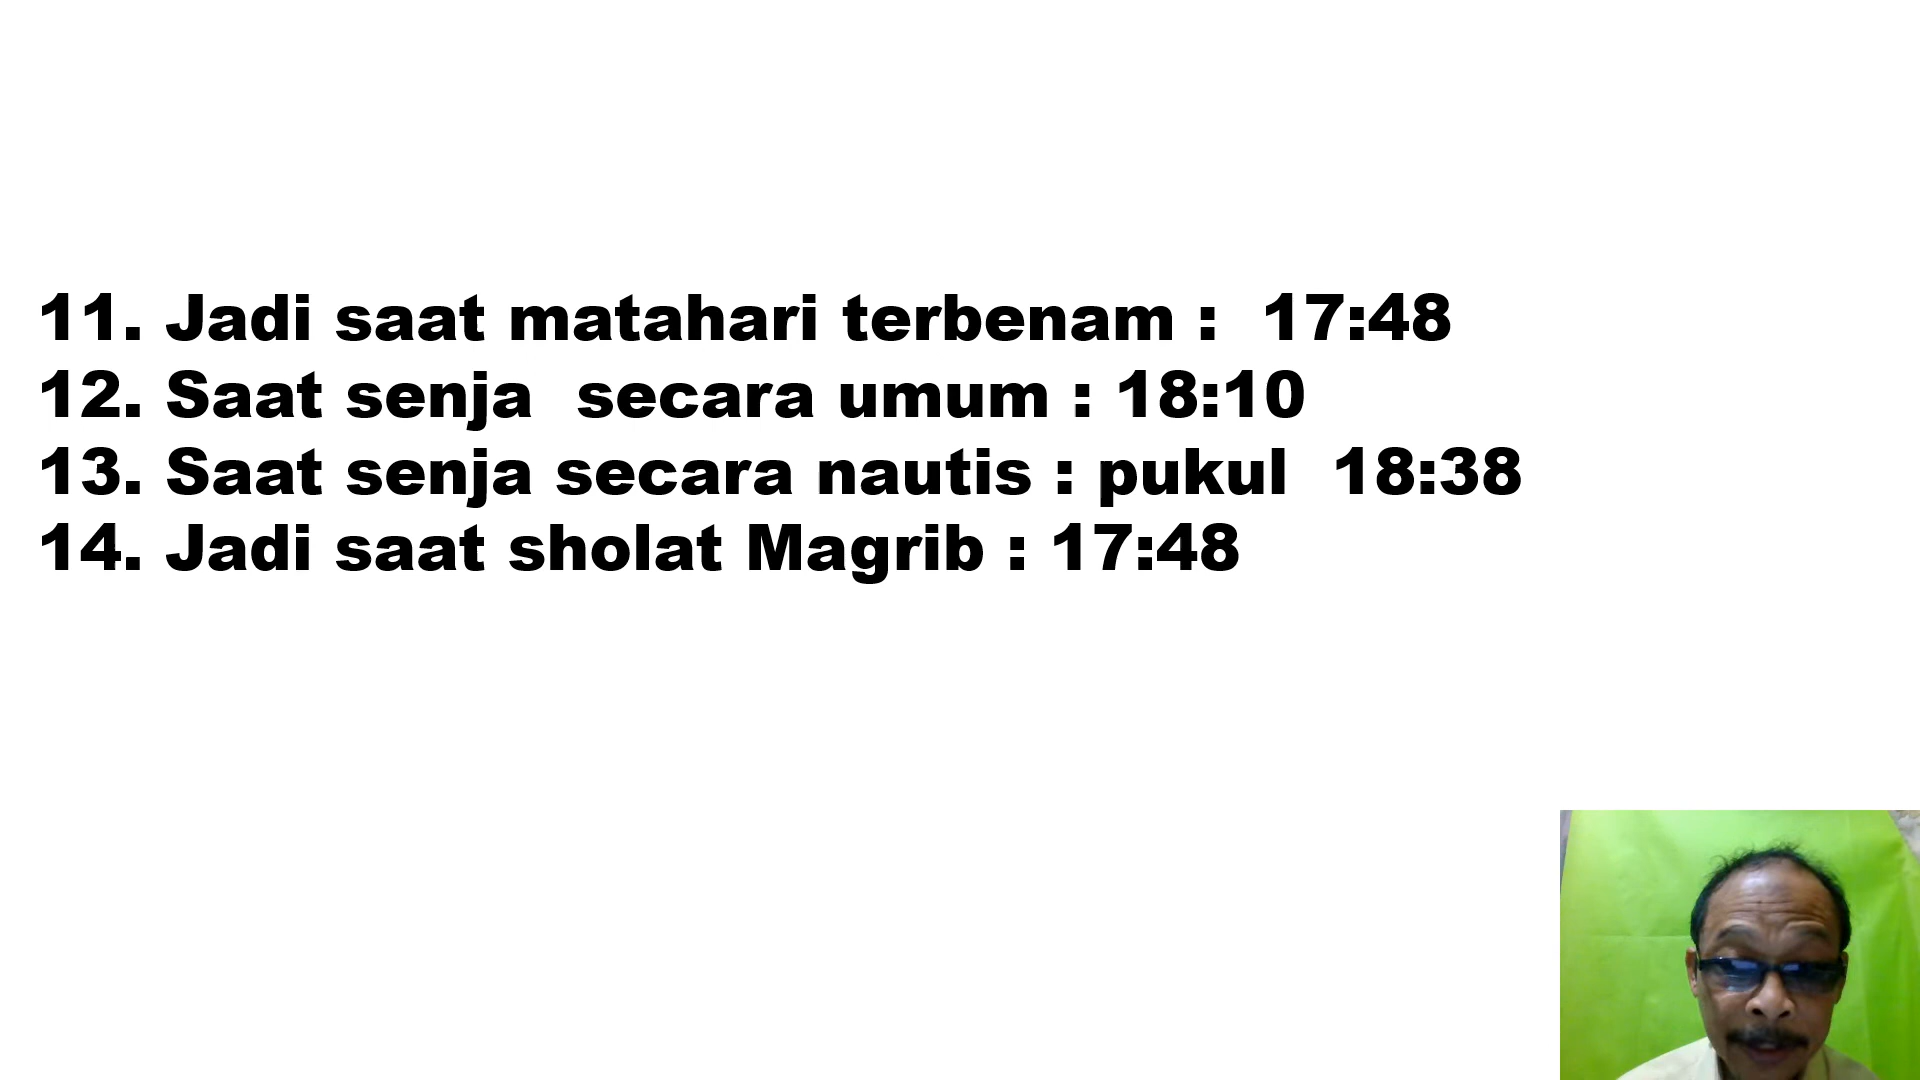 11. Jadi saat matahari terbenam :  17:48
12. Saat senja  secara umum : 18:10
13. Saat senja secara nautis : pukul  18:38
14. Jadi saat sholat Magrib : 17:48